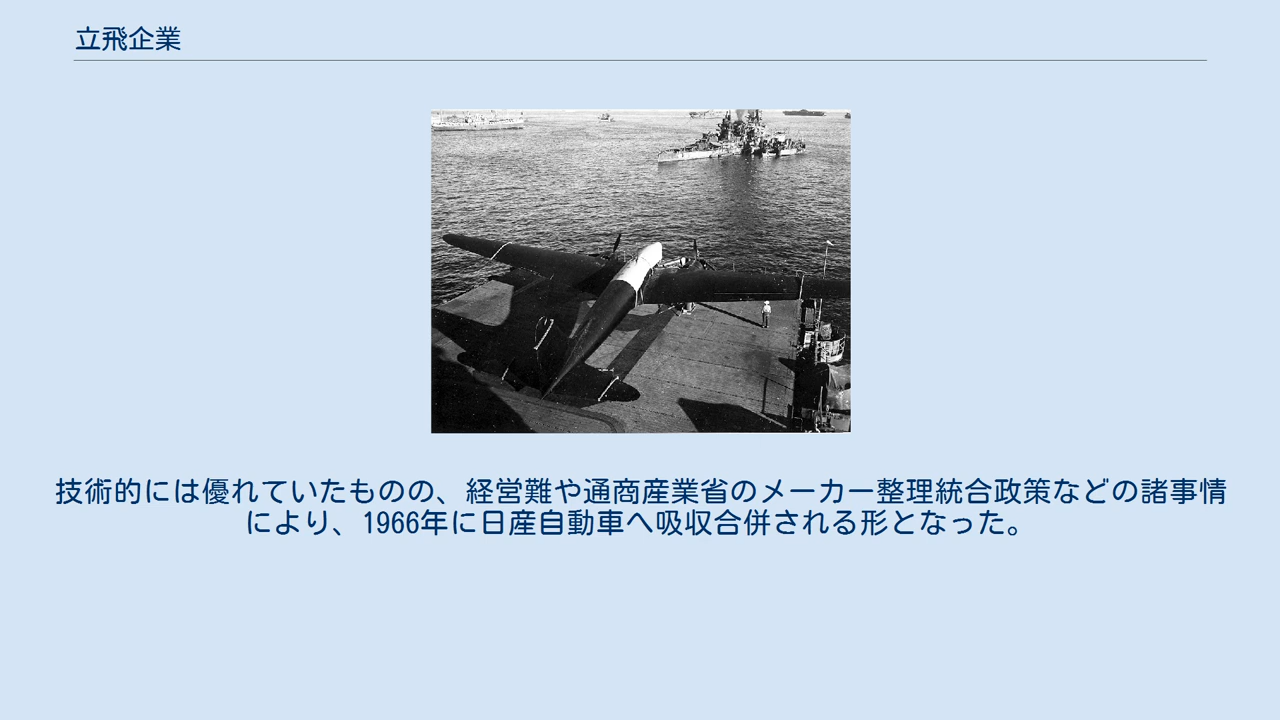 立飛企業
技術的には優れていたものの、経営難や通商産業省のメーカー整理統合政策などの諸事情
により、1966年に日産自動車へ吸収合併される形となった。